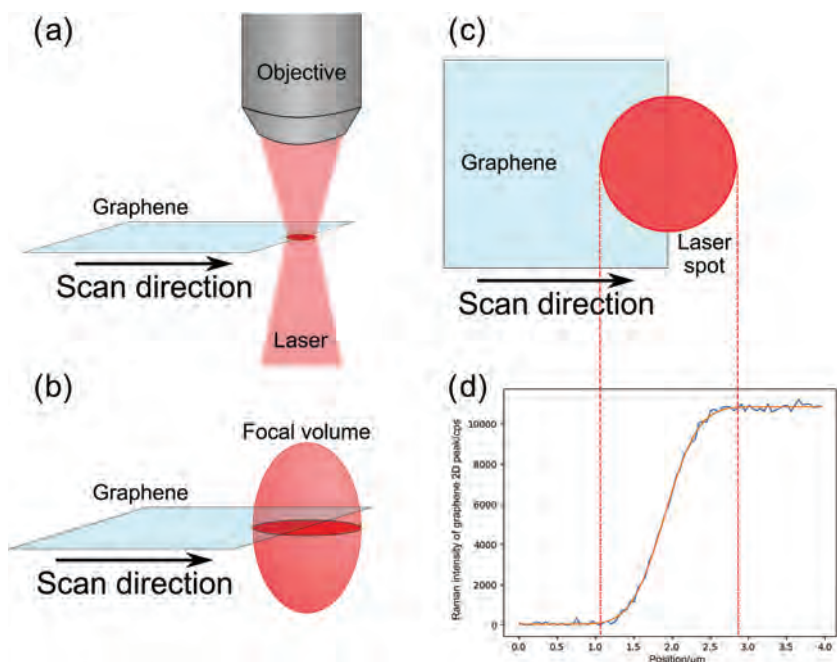 (a)
Objective
Graphene
Scan direction
Laser
(b)
Focal volume
Graphene
Scan direction
(c)
Graphene
Laser
spot
Scan direction
(d)
Raman intensity of graphene 2D peak/cps
10000
8000
6000
4000
2000
0
0.0 0.5 1.0 1.5 2.0 2.5 3.0 3.5 4.0
Position/μm